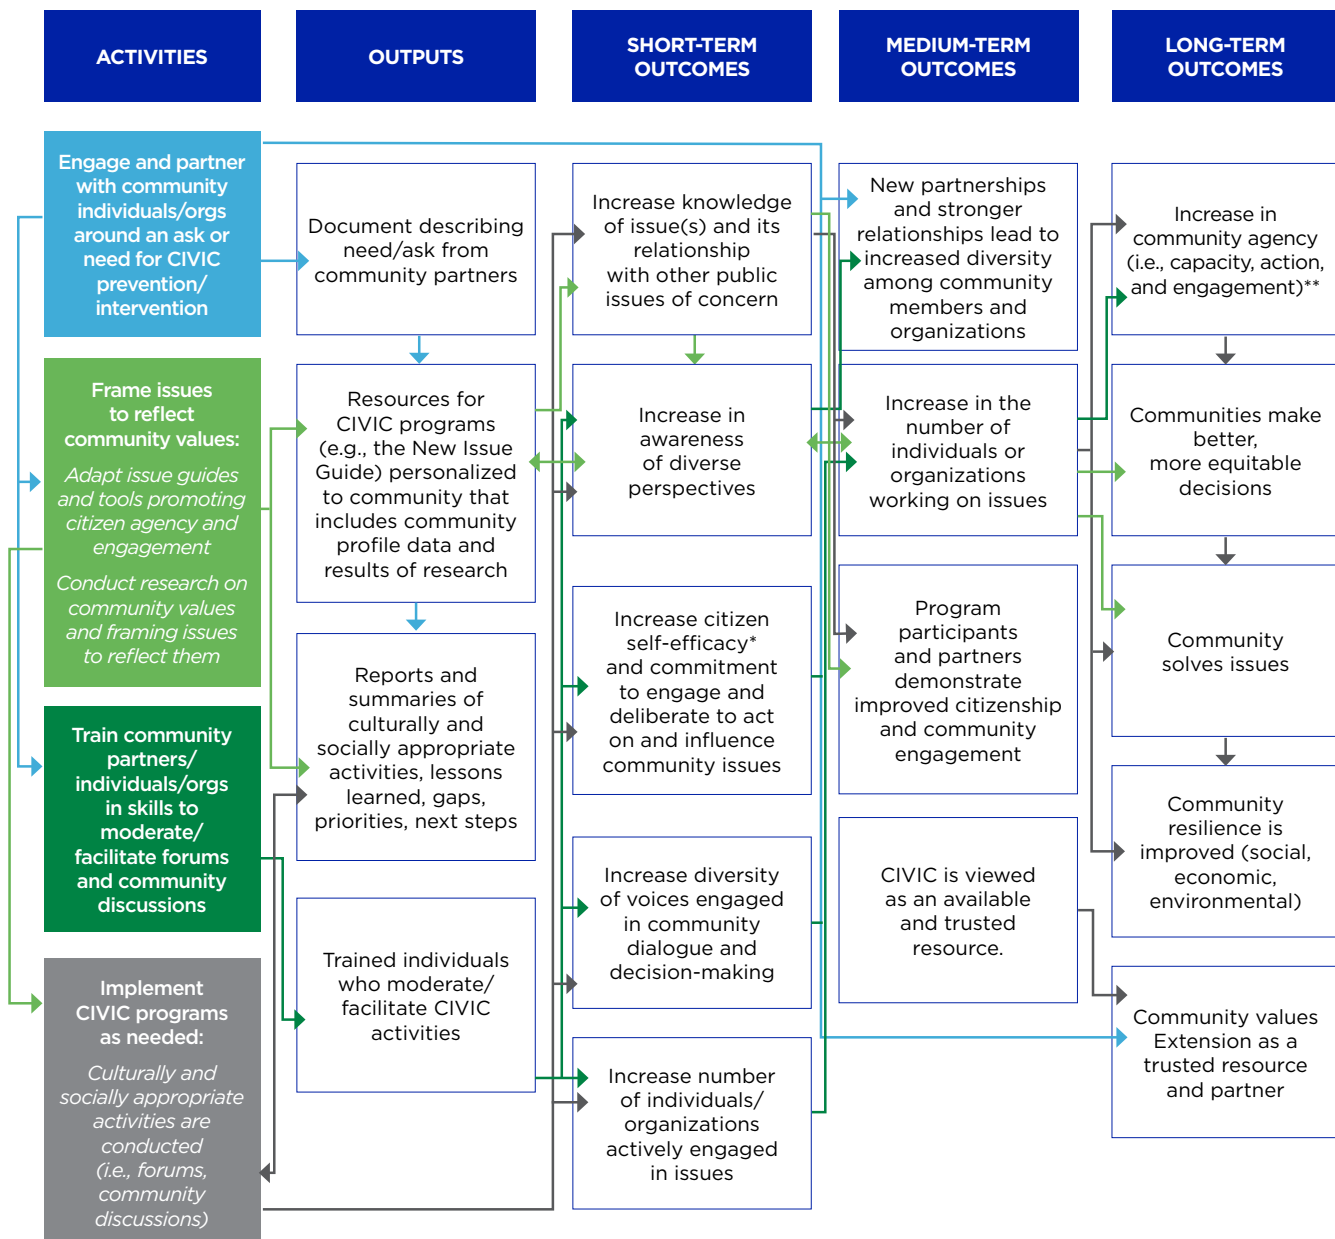 ACTIVITIES
OUTPUTS
SHORT-TERM
OUTCOMES
MEDIUM-TERM
OUTCOMES
LONG-TERM
OUTCOMES
Engage and partner
with community
individuals/orgs
around an ask or
need for CIVIC
prevention/
intervention
Frame issues
to reflect
community values:
Adapt issue guides
and tools promoting
citizen agency and
engagement
Conduct research on
community values
and framing issues
to reflect them
Train community
partners/
individuals/orgs
in skills to
moderate/
facilitate forums
and community
discussions
Implement
CIVIC programs
as needed:
Culturally and
socially appropriate
activities are
conducted
(i.e., forums,
community
discussions)
Document describing
need/ask from
community partners
Resources for
CIVIC programs
(e.g., the New Issue
Guide) personalized
to community that
includes community
profile data and
results of research
Reports and
summaries of
culturally and
socially appropriate
activities, lessons
learned, gaps,
priorities, next steps
Trained individuals
who moderate/
facilitate CIVIC
activities
Increase knowledge
of issue(s) and its
relationship
with other public
issues of concern
Increase in
awareness
of diverse
perspectives
Increase citizen
self-efficacy*
and commitment
to engage and
deliberate to act
on and influence
community issues
Increase diversity
of voices engaged
in community
dialogue and
decision-making
Increase number
of individuals/
organizations
actively engaged
in issues
New partnerships
and stronger
relationships lead to
increased diversity
among community
members and
organizations
Increase in the
number of
individuals or
organizations
working on issues
Program
participants
and partners
demonstrate
improved citizenship
and community
engagement
CIVIC is viewed
as an available
and trusted
resource.
Increase in
community agency
(i.e., capacity, action,
and engagement)**
Communities make
better,
more equitable
decisions
Community
solves issues
Community
resilience is
improved (social,
economic,
environmental)
Community values
Extension as a
trusted resource
and partner